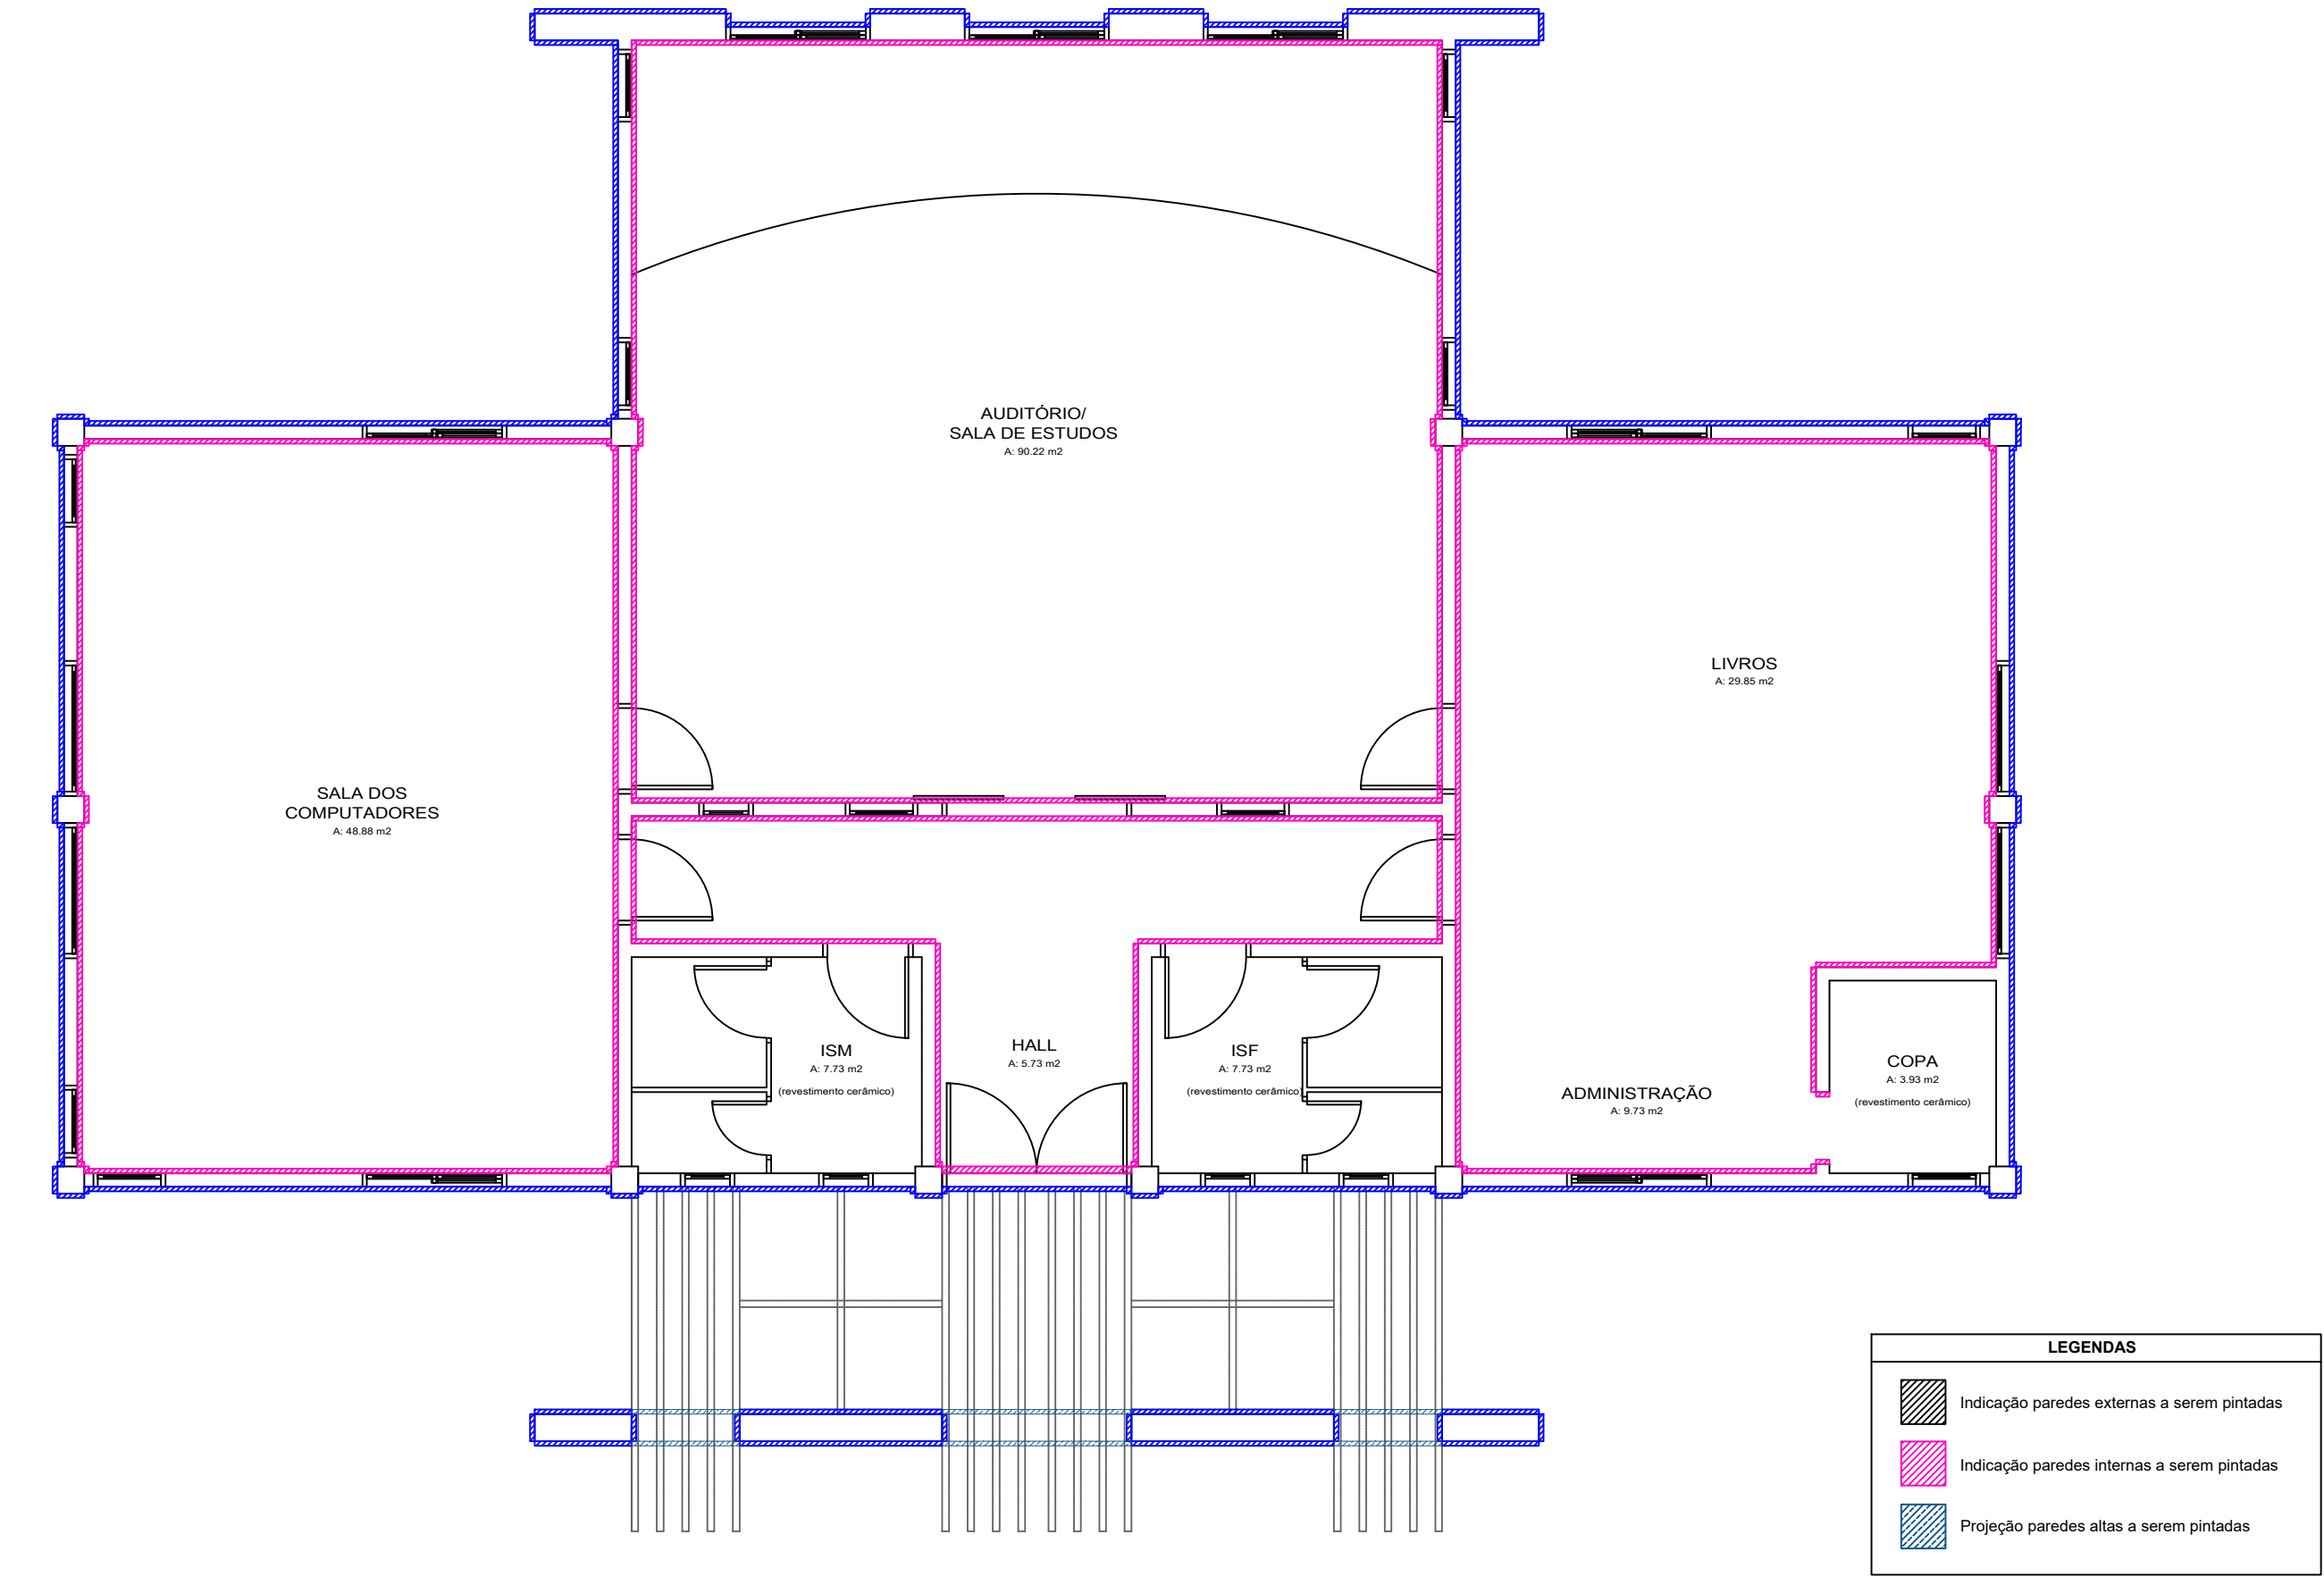 AUDITÓRIO/
SALA DE ESTUDOS
A: 90.22 m2
LIVROS
A: 29.85 m2
SALA DOS
COMPUTADORES
A: 48.88 m2
HALL
A: 5.73 m2
ISM
A: 7.73 m2
(revestimento cerâmico)
ISF
A: 7.73 m2
(revestimento cerâmico)
COPA
A: 3.93 m2
(revestimento cerâmico)
ADMINISTRAÇÃO
A: 9.73 m2
LEGENDAS
Indicação paredes externas a serem pintadas
Indicação paredes internas a serem pintadas
Projeção paredes altas a serem pintadas